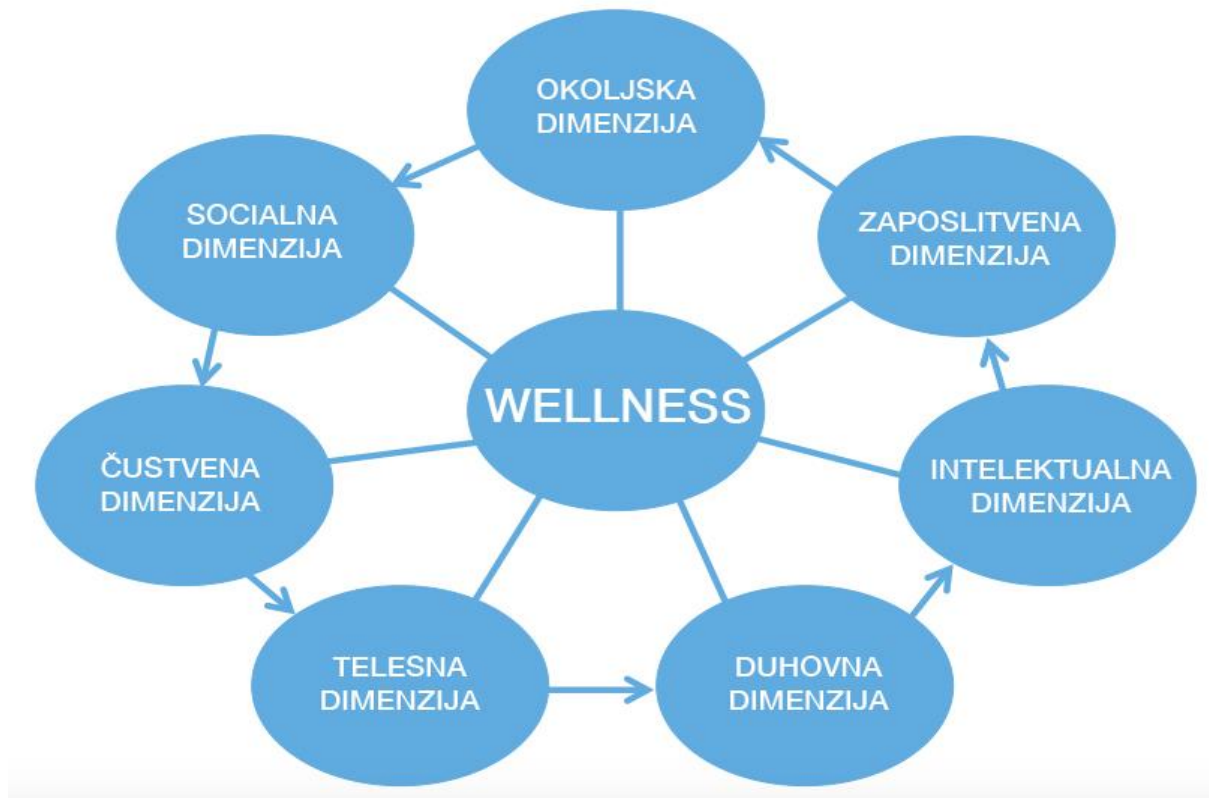 OKOLJSKA
DIMENZIJA
SOCIALNA
DIMENZIJA
ZAPOSLITVENA
DIMENZIJA
WELLNESS
ČUSTVENA
DIMENZIJA
INTELEKTUALNA
DIMENZIJA
TELESNA
DIMENZIJA
DUHOVNA
DIMENZIJA